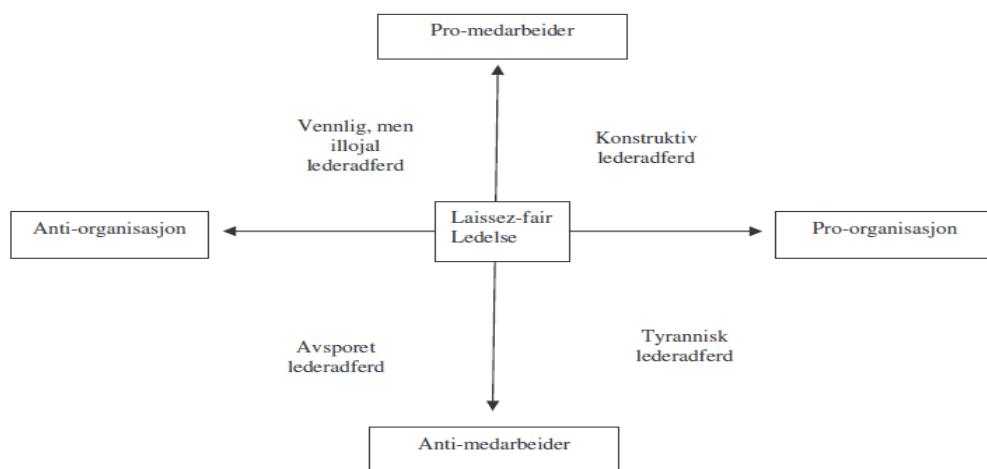 Pro-medarbeider
Vennlig, men
illojal
lederadferd
Konstruktiv
lederadferd
Anti-organisasjon
Laissez-fair
Ledelse
Pro-organisasjon
Avsporet
lederadferd
Tyrannisk
lederadferd
Anti-medarbeider